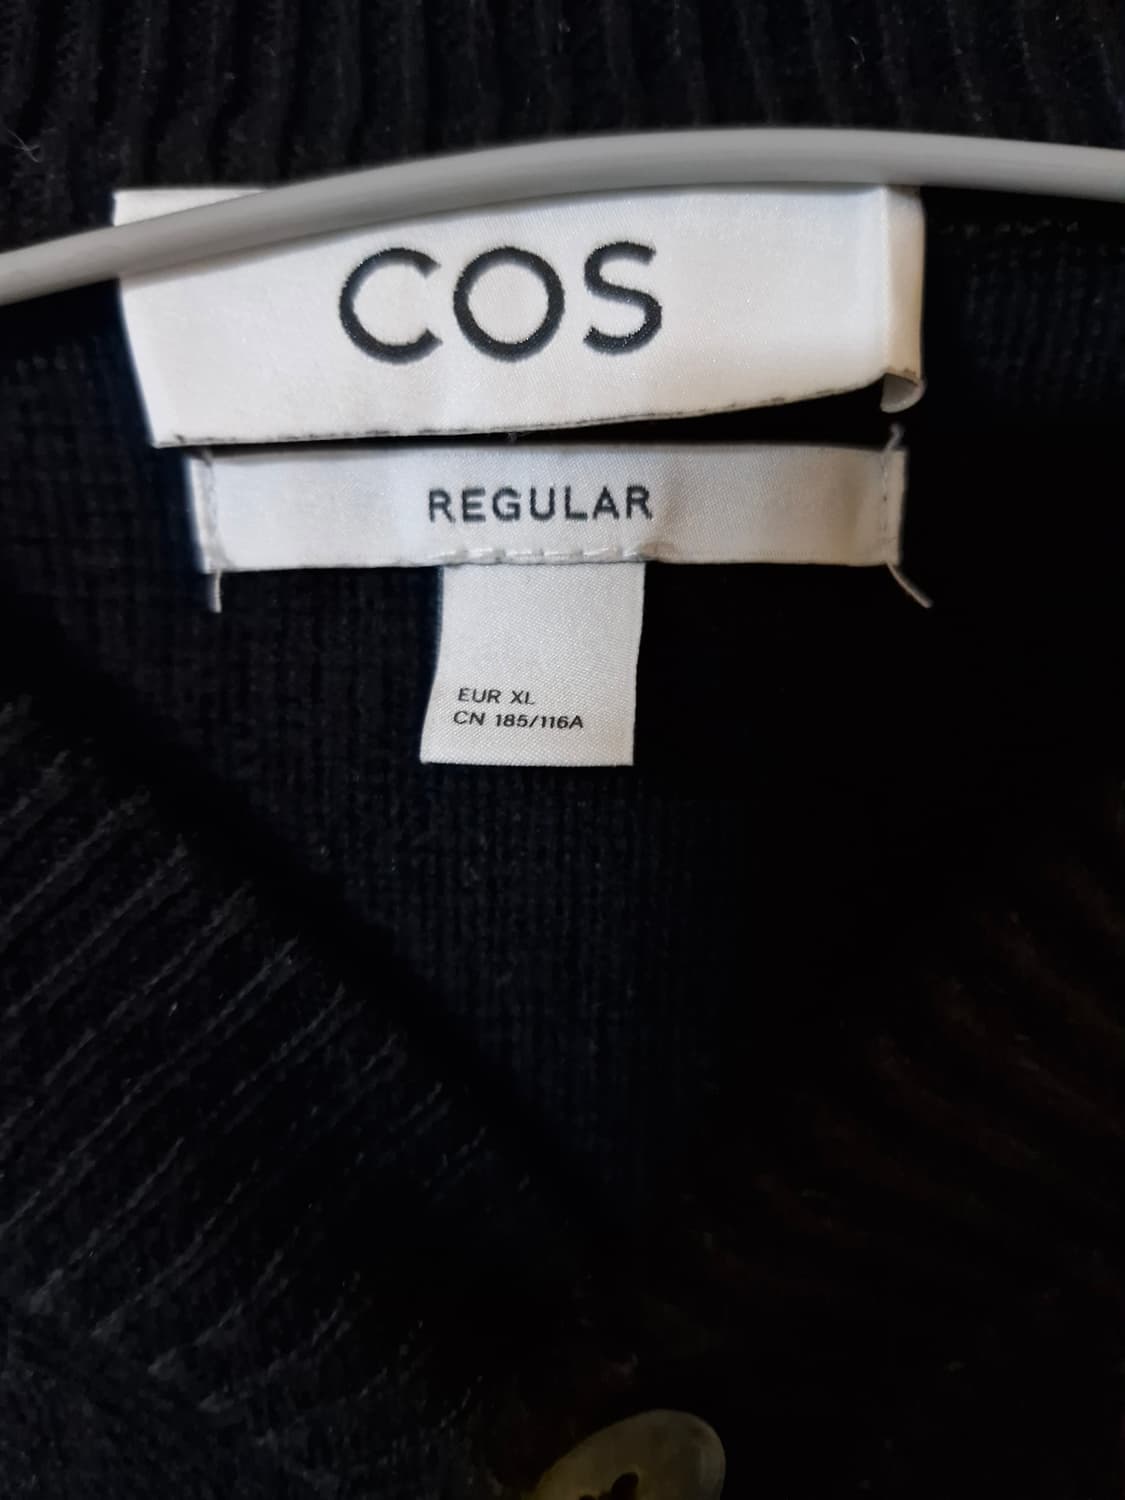 COS
REGULAR
EUR XL
CN 185/116A